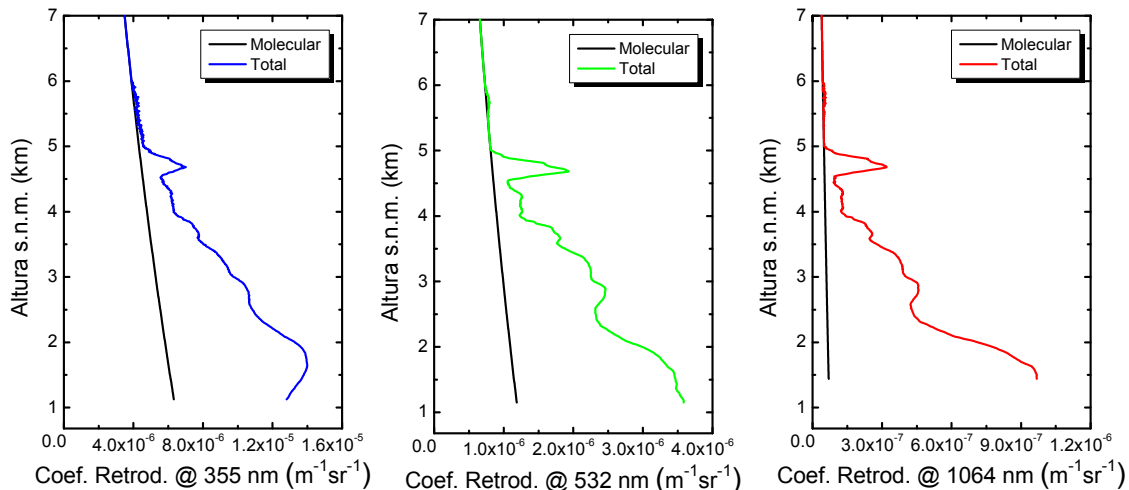 7
6
5
4
3
2
1
Altura s.n.m. (km)
Molecular
Total
0.0 4.0x10⁻⁶ 8.0x10⁻⁶ 1.2x10⁻⁵ 1.6x10⁻⁵
Coef. Retrod. @ 355 nm (m⁻¹sr⁻¹)
7
6
5
4
3
2
1
Altura s.n.m. (km)
Molecular
Total
0.0 1.0x10⁻⁶ 2.0x10⁻⁶ 3.0x10⁻⁶ 4.0x10⁻⁶
Coef. Retrod. @ 532 nm (m⁻¹sr⁻¹)
7
6
5
4
3
2
1
Altura s.n.m. (km)
Molecular
Total
0.0 3.0x10⁻⁷ 6.0x10⁻⁷ 9.0x10⁻⁷ 1.2x10⁻⁶
Coef. Retrod. @ 1064 nm (m⁻¹sr⁻¹)